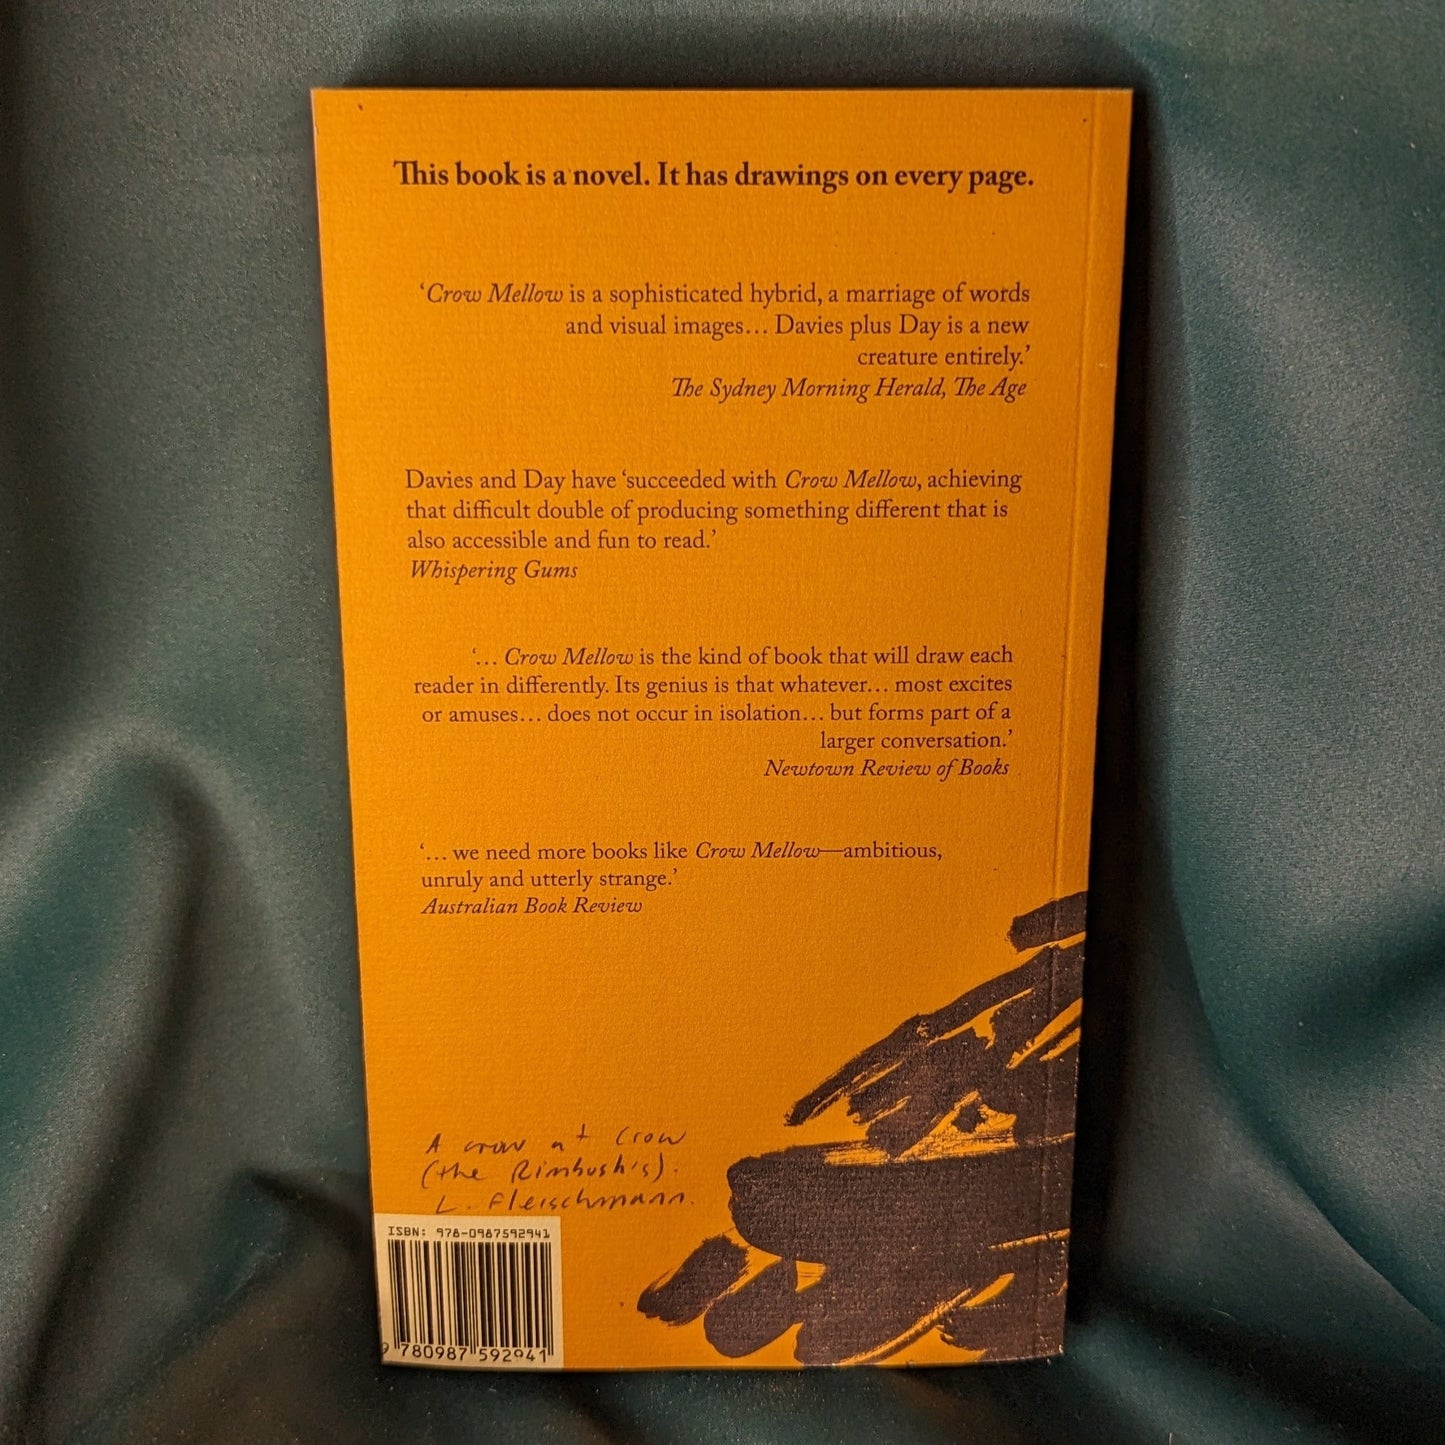 This book is a novel. It has drawings on every page.
‘Crow Mellow is a sophisticated hybrid, a marriage of words
and visual images… Davies plus Day is a new
creature entirely.’
The Sydney Morning Herald, The Age
Davies and Day have ‘succeeded with Crow Mellow, achieving
that difficult double of producing something different that is
also accessible and fun to read.’
Whispering Gums
‘… Crow Mellow is the kind of book that will draw each
reader in differently. Its genius is that whatever… most excites
or amuses… does not occur in isolation… but forms part of a
larger conversation.’
Newtown Review of Books
‘… we need more books like Crow Mellow—ambitious,
unruly and utterly strange.’
Australian Book Review
A crow at Crow
(the Rimbush's).
L. Fleischmann.
ISBN: 978-0987592941
9 780987 592941